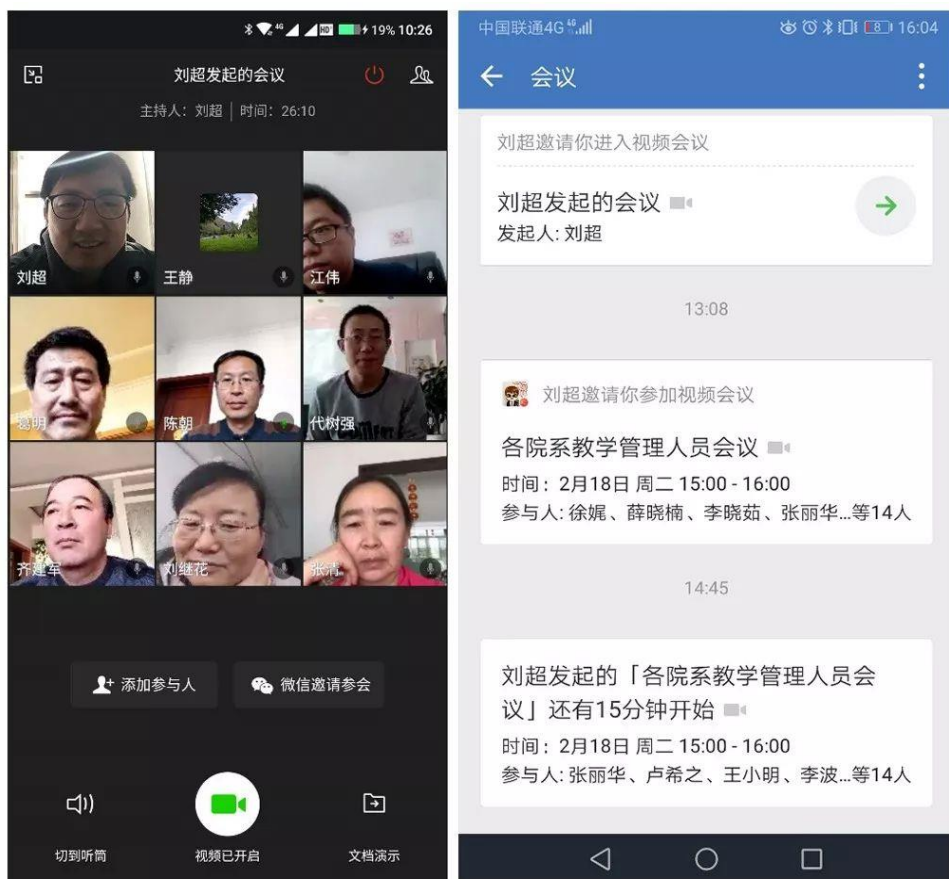 4G HD 19% 10:26
刘超发起的会议
主持人：刘超 | 时间：26:10
刘超
王静
江伟
葛明
陈朝
代树强
齐建军
刘继花
张清
添加参与人
微信邀请参会
切到听筒
视频已开启
文档演示
中国联通4G 4G 8 16:04
会议
刘超邀请你进入视频会议
刘超发起的会议
发起人: 刘超
13:08
刘超邀请你参加视频会议
各院系教学管理人员会议
时间：2月18日 周二 15:00 - 16:00
参与人: 徐娓、薛晓楠、李晓茹、张丽华...等14人
14:45
刘超发起的「各院系教学管理人员会
议」还有15分钟开始
时间：2月18日 周二 15:00 - 16:00
参与人: 张丽华、卢希之、王小明、李波...等14人